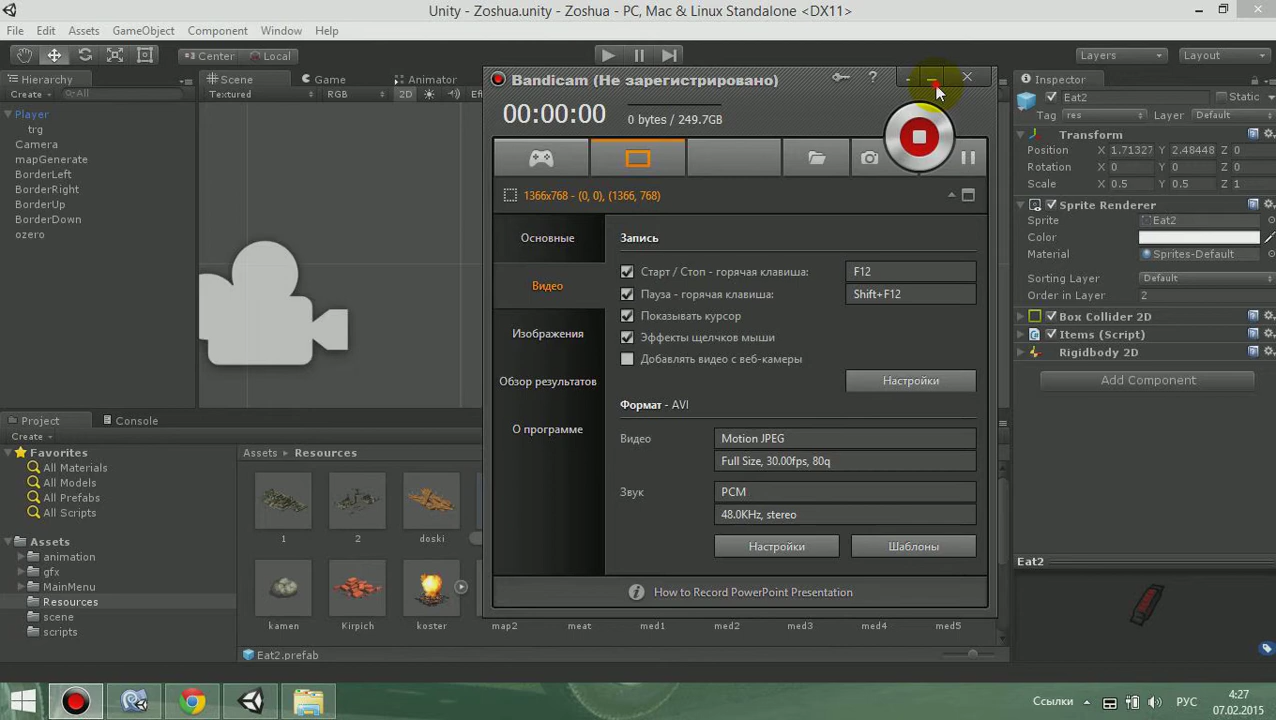 Unity - Zoshua.unity - Zoshua - PC, Mac & Linux Standalone <DX11>
File Edit Assets GameObject Component Window Help
Center Local Layers Layout
Hierarchy Scene Game Animator Inspector
Create All Textured RGB 2D
Player
trg
Camera
mapGenerate
BorderLeft
BorderRight
BorderUp
BorderDown
ozero
Bandicam (Не зарегистрировано)
00:00:00 0 bytes / 249.7GB
1366x768 - (0, 0), (1366, 768)
Основные
Видео
Изображения
Обзор результатов
О программе
Запись
Старт / Стоп - горячая клавиша: F12
Пауза - горячая клавиша: Shift+F12
Показывать курсор
Эффекты щелчков мыши
Добавлять видео с веб-камеры
Настройки
Формат - AVI
Видео Motion JPEG
Full Size, 30.00fps, 80q
Звук PCM
48.0KHz, stereo
Настройки Шаблоны
How to Record PowerPoint Presentation
Eat2 Static
Tag res Layer Default
Transform
Position X 1.71327 Y 2.48448 Z 0
Rotation X 0 Y 0 Z 0
Scale X 0.5 Y 0.5 Z 1
Sprite Renderer
Sprite Eat2
Color
Material Sprites-Default
Sorting Layer Default
Order in Layer 2
Box Collider 2D
Items (Script)
Rigidbody 2D
Add Component
Eat2
Project Console
Create
Favorites
All Materials
All Models
All Prefabs
All Scripts
Assets
animation
gfx
MainMenu
Resources
scene
scripts
Assets Resources
1 2 doski
kamen Kirpich koster map2 meat med1 med2 med3 med4 med5
Eat2.prefab
Ссылки РУС 4:27
07.02.2015